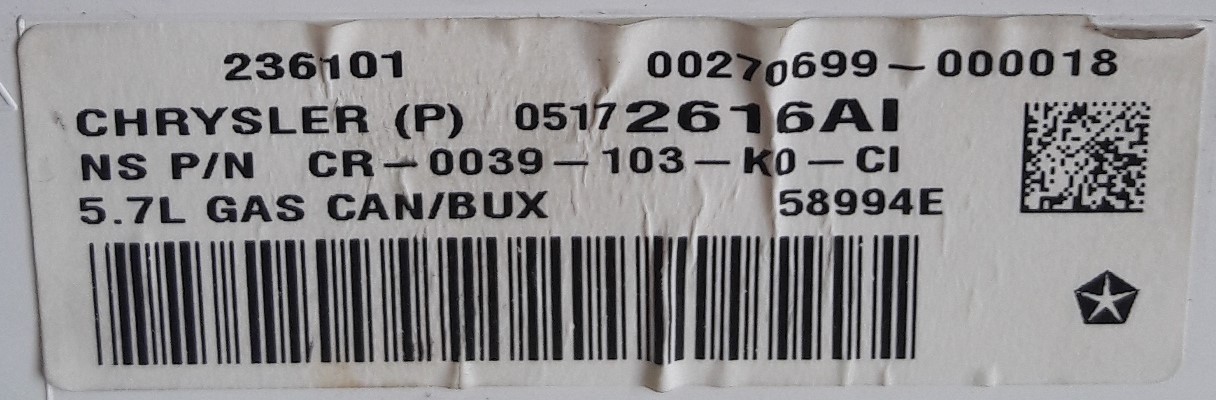 236101 00270699-000018
CHRYSLER (P) 05172616AI
NS P/N CR-0039-103-K0-CI
5.7L GAS CAN/BUX 58994E